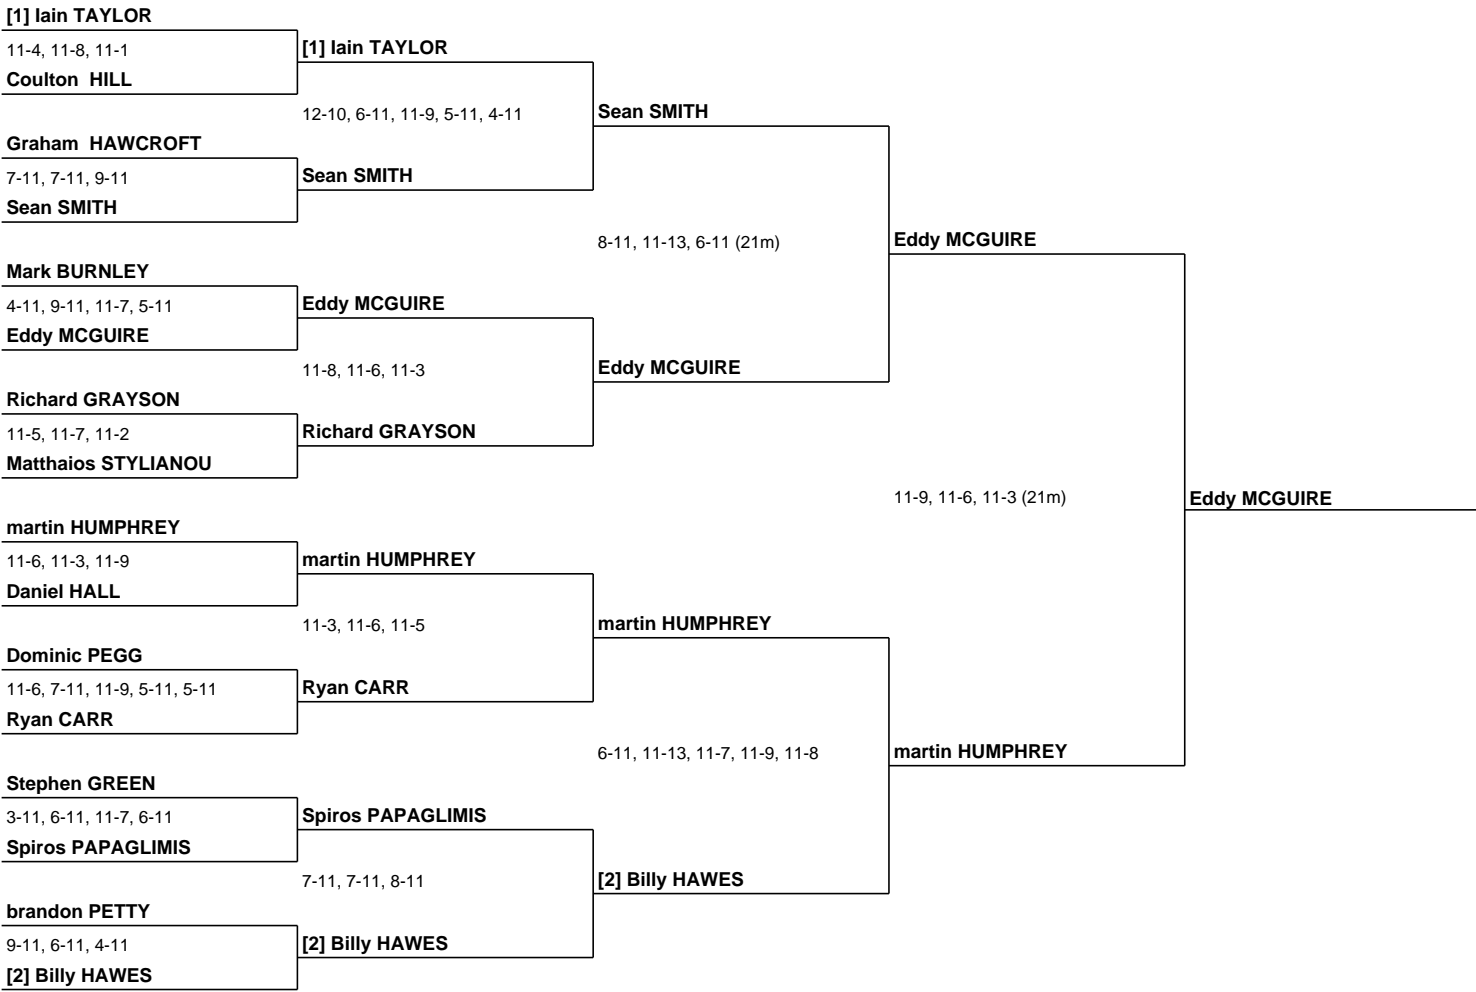 [1] Iain TAYLOR
11-4, 11-8, 11-1
Coulton  HILL
Graham  HAWCROFT
7-11, 7-11, 9-11
Sean SMITH
Mark BURNLEY
4-11, 9-11, 11-7, 5-11
Eddy MCGUIRE
Richard GRAYSON
11-5, 11-7, 11-2
Matthaios STYLIANOU
martin HUMPHREY
11-6, 11-3, 11-9
Daniel HALL
Dominic PEGG
11-6, 7-11, 11-9, 5-11, 5-11
Ryan CARR
Stephen GREEN
3-11, 6-11, 11-7, 6-11
Spiros PAPAGLIMIS
brandon PETTY
9-11, 6-11, 4-11
[2] Billy HAWES
[1] Iain TAYLOR
12-10, 6-11, 11-9, 5-11, 4-11
Sean SMITH
Eddy MCGUIRE
11-8, 11-6, 11-3
Richard GRAYSON
martin HUMPHREY
11-3, 11-6, 11-5
Ryan CARR
Spiros PAPAGLIMIS
7-11, 7-11, 8-11
[2] Billy HAWES
Sean SMITH
8-11, 11-13, 6-11 (21m)
Eddy MCGUIRE
martin HUMPHREY
6-11, 11-13, 11-7, 11-9, 11-8
[2] Billy HAWES
Eddy MCGUIRE
11-9, 11-6, 11-3 (21m)
martin HUMPHREY
Eddy MCGUIRE